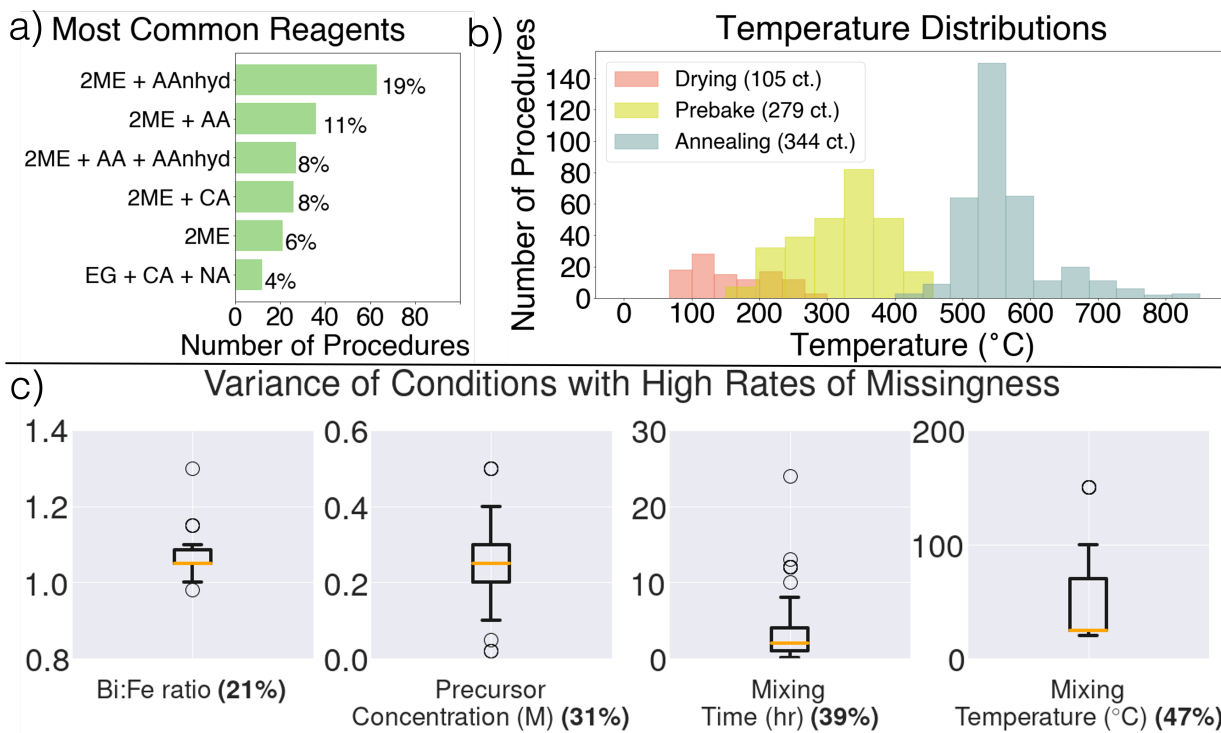 a) Most Common Reagents
2ME + AAnhyd
19%
2ME + AA
11%
2ME + AA + AAnhyd
8%
2ME + CA
8%
2ME
6%
EG + CA + NA
4%
0 20 40 60 80
Number of Procedures
b) Temperature Distributions
Number of Procedures
140
120
100
80
60
40
20
0
Drying (105 ct.)
Prebake (279 ct.)
Annealing (344 ct.)
0 100 200 300 400 500 600 700 800
Temperature (°C)
c) Variance of Conditions with High Rates of Missingness
1.4
1.2
1.0
0.8
Bi:Fe ratio (21%)
0.6
0.4
0.2
0.0
Precursor
Concentration (M) (31%)
30
20
10
0
Mixing
Time (hr) (39%)
200
100
0
Mixing
Temperature (°C) (47%)